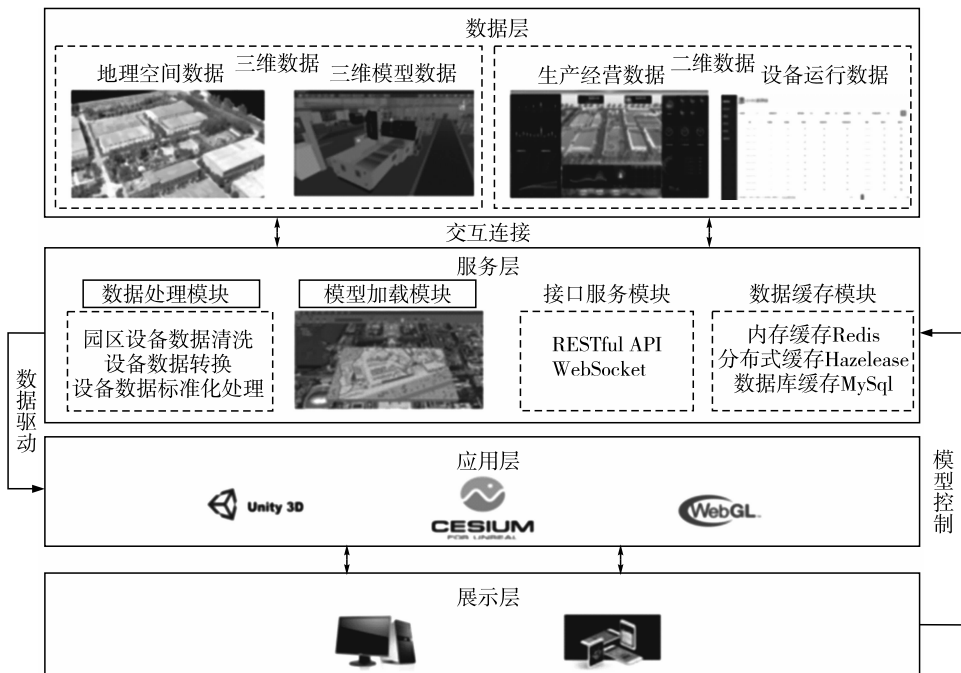 数据层
三维数据
地理空间数据
三维模型数据
二维数据
生产经营数据
设备运行数据
交互连接
服务层
数据处理模块
园区设备数据清洗
设备数据转换
设备数据标准化处理
模型加载模块
接口服务模块
RESTful API
WebSocket
数据缓存模块
内存缓存Redis
分布式缓存Hazelease
数据库缓存MySql
数据驱动
应用层
Unity 3D
CESIUM
FOR UNREAL
WebGL
模型控制
展示层